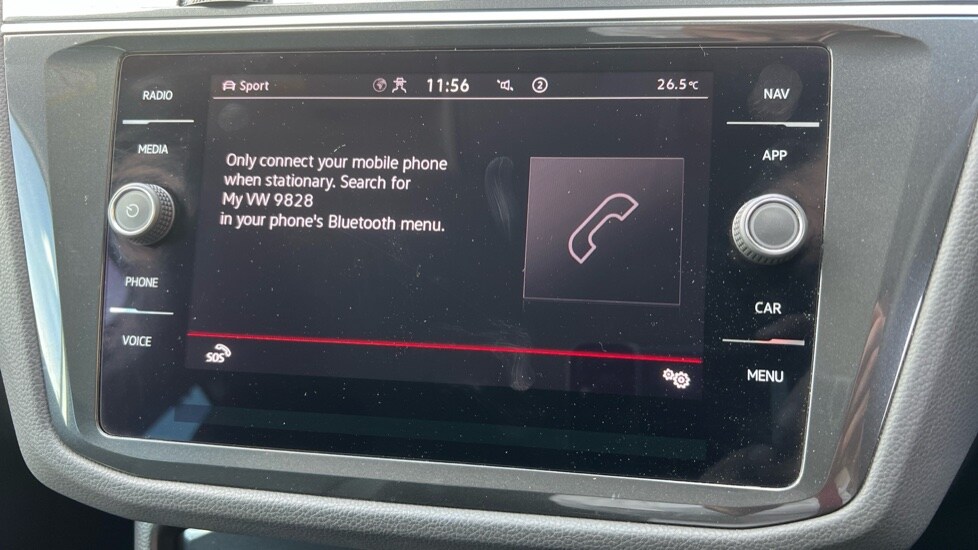 RADIO
MEDIA
PHONE
VOICE
Sport
11:56
2
26.5°C
Only connect your mobile phone
when stationary. Search for
My VW 9828
in your phone's Bluetooth menu.
SOS
NAV
APP
CAR
MENU